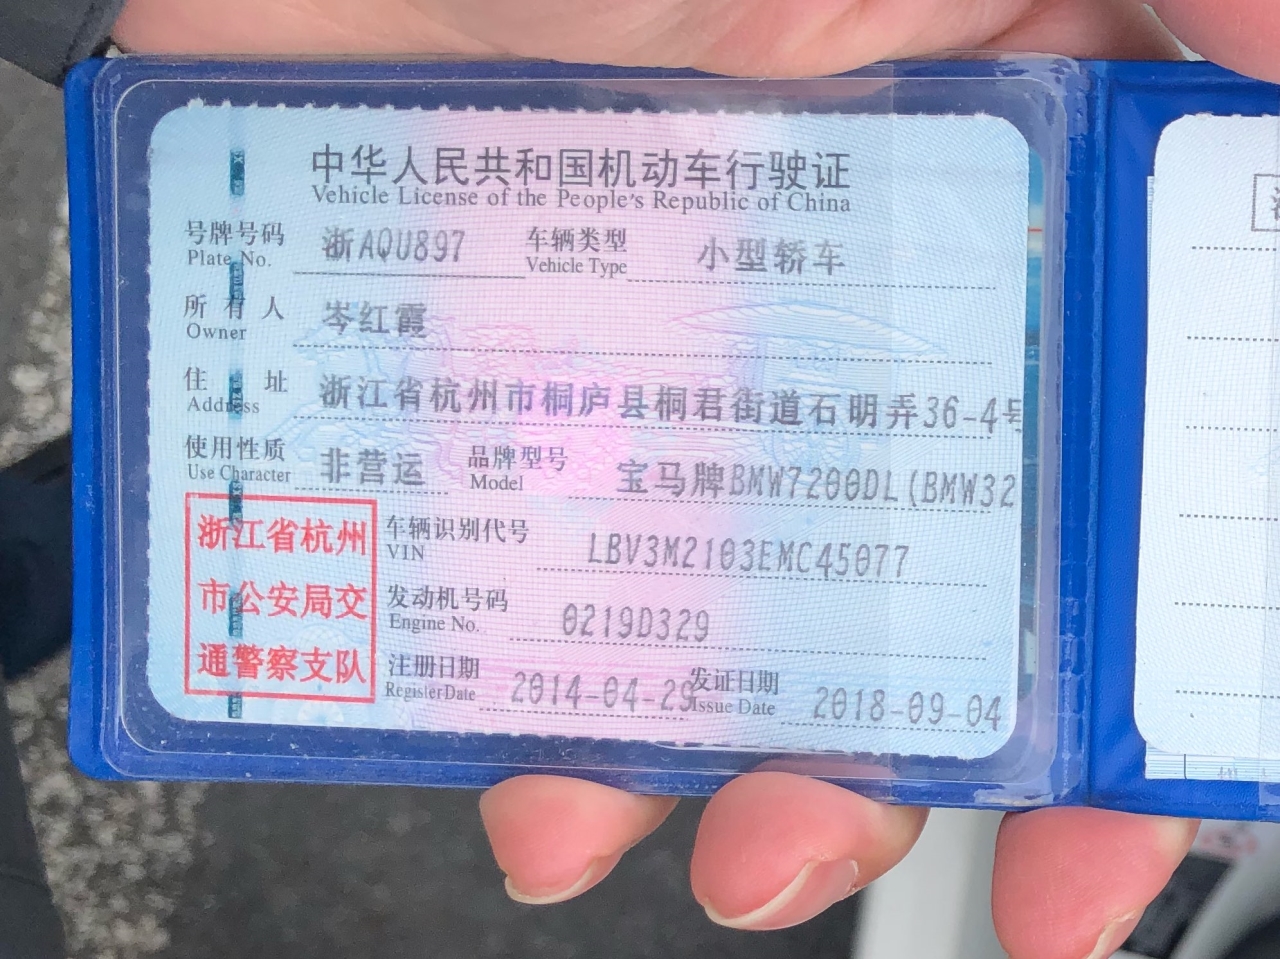 中华人民共和国机动车行驶证
Vehicle License of the People's Republic of China
号牌号码 浙AQU897 车辆类型 小型轿车
Plate No. Vehicle Type
所有人 岑红霞
Owner
住址 浙江省杭州市桐庐县桐君街道石明弄36-4号
Address
使用性质 非营运 品牌型号 宝马牌BMW7200DL(BMW32
Use Character Model
浙江省杭州
市公安局交
通警察支队
车辆识别代号 LBV3M2103EMC45077
VIN
发动机号码 0219D329
Engine No.
注册日期 2014-04-29 发证日期 2018-09-04
Register Date Issue Date